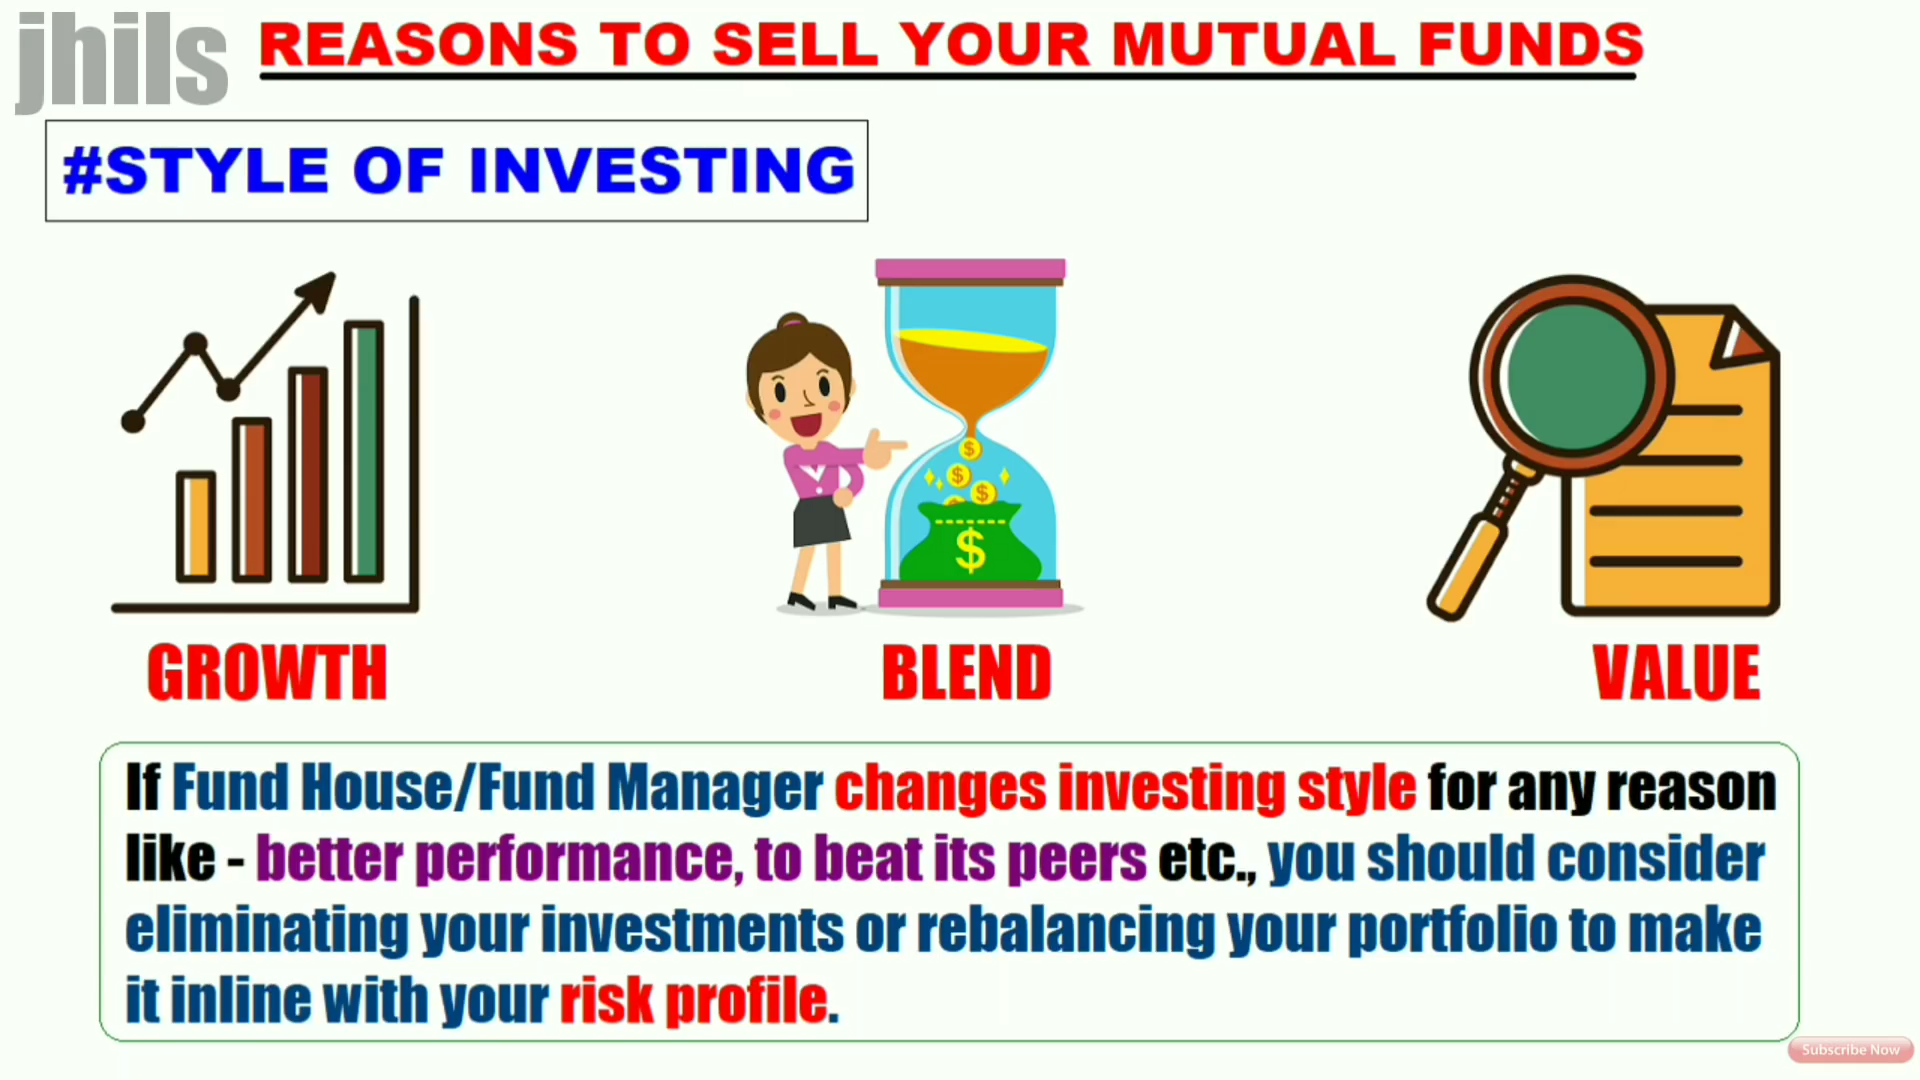 jhils
REASONS TO SELL YOUR MUTUAL FUNDS
#STYLE OF INVESTING
$
$
$
$
GROWTH
BLEND
VALUE
If Fund House/Fund Manager changes investing style for any reason
like - better performance, to beat its peers etc., you should consider
eliminating your investments or rebalancing your portfolio to make
it inline with your risk profile.
Subscribe Now